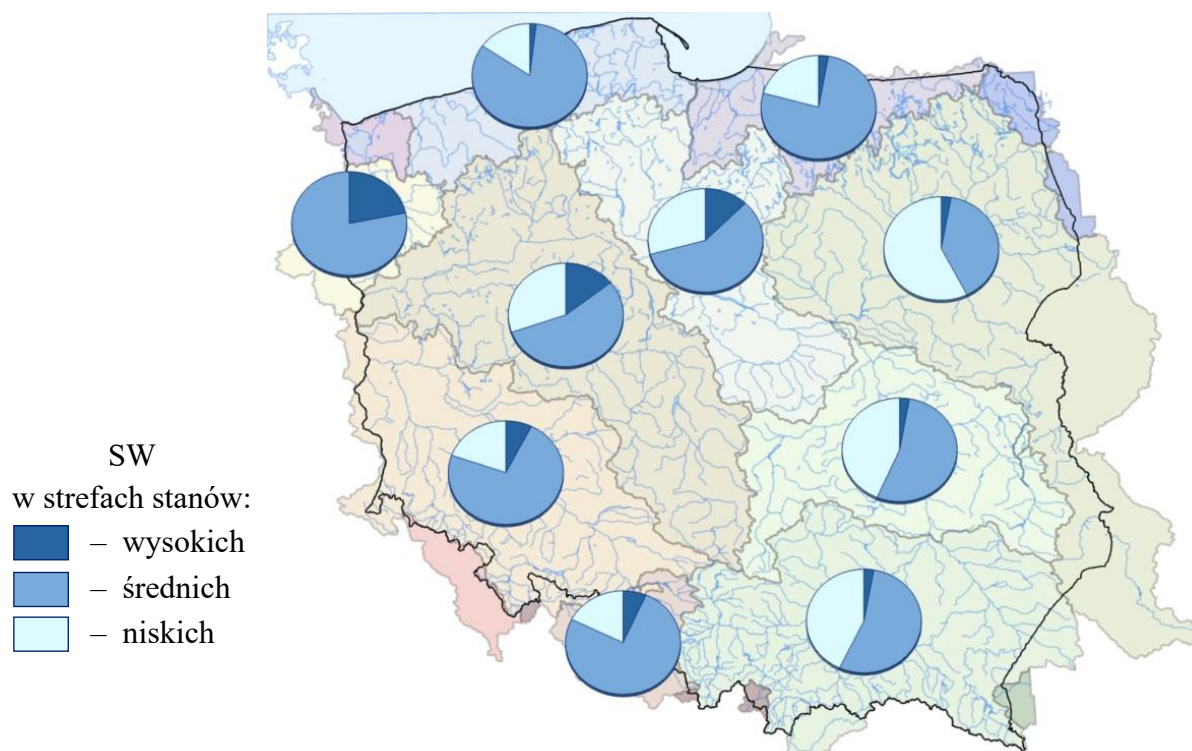 SW
w strefach stanów:
– wysokich
– średnich
– niskich